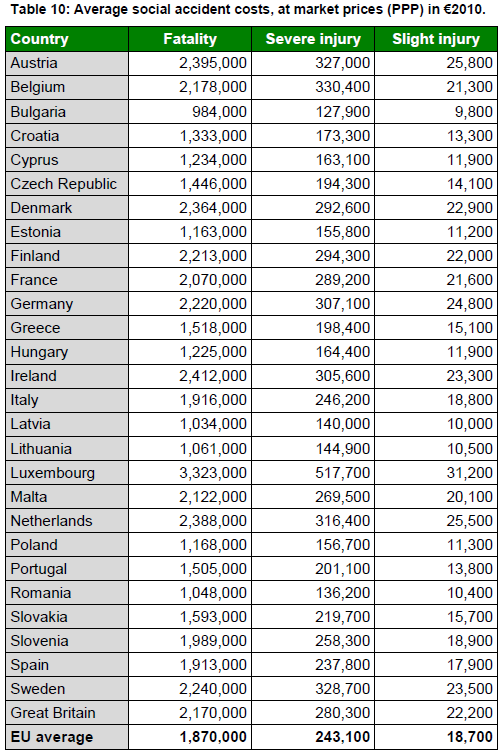 Table 10: Average social accident costs, at market prices (PPP) in €2010.
Country Fatality Severe injury Slight injury
Austria 2,395,000 327,000 25,800
Belgium 2,178,000 330,400 21,300
Bulgaria 984,000 127,900 9,800
Croatia 1,333,000 173,300 13,300
Cyprus 1,234,000 163,100 11,900
Czech Republic 1,446,000 194,300 14,100
Denmark 2,364,000 292,600 22,900
Estonia 1,163,000 155,800 11,200
Finland 2,213,000 294,300 22,000
France 2,070,000 289,200 21,600
Germany 2,220,000 307,100 24,800
Greece 1,518,000 198,400 15,100
Hungary 1,225,000 164,400 11,900
Ireland 2,412,000 305,600 23,300
Italy 1,916,000 246,200 18,800
Latvia 1,034,000 140,000 10,000
Lithuania 1,061,000 144,900 10,500
Luxembourg 3,323,000 517,700 31,200
Malta 2,122,000 269,500 20,100
Netherlands 2,388,000 316,400 25,500
Poland 1,168,000 156,700 11,300
Portugal 1,505,000 201,100 13,800
Romania 1,048,000 136,200 10,400
Slovakia 1,593,000 219,700 15,700
Slovenia 1,989,000 258,300 18,900
Spain 1,913,000 237,800 17,900
Sweden 2,240,000 328,700 23,500
Great Britain 2,170,000 280,300 22,200
EU average 1,870,000 243,100 18,700